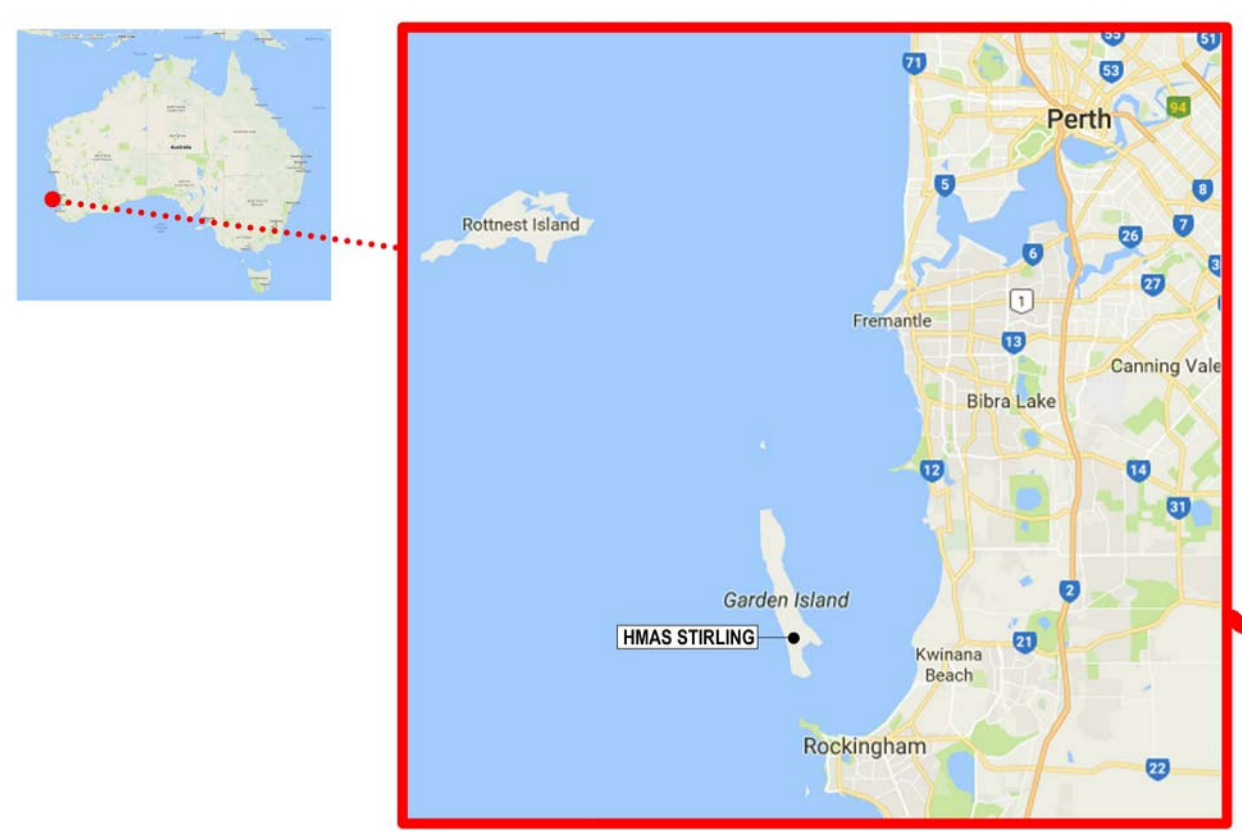 Australia
55
51
71
53
94
Perth
5
8
Rottnest Island
7
26
6
27
1
Fremantle
13
Canning Vale
Bibra Lake
12
14
31
2
Garden Island
HMAS STIRLING
21
Kwinana
Beach
Rockingham
22